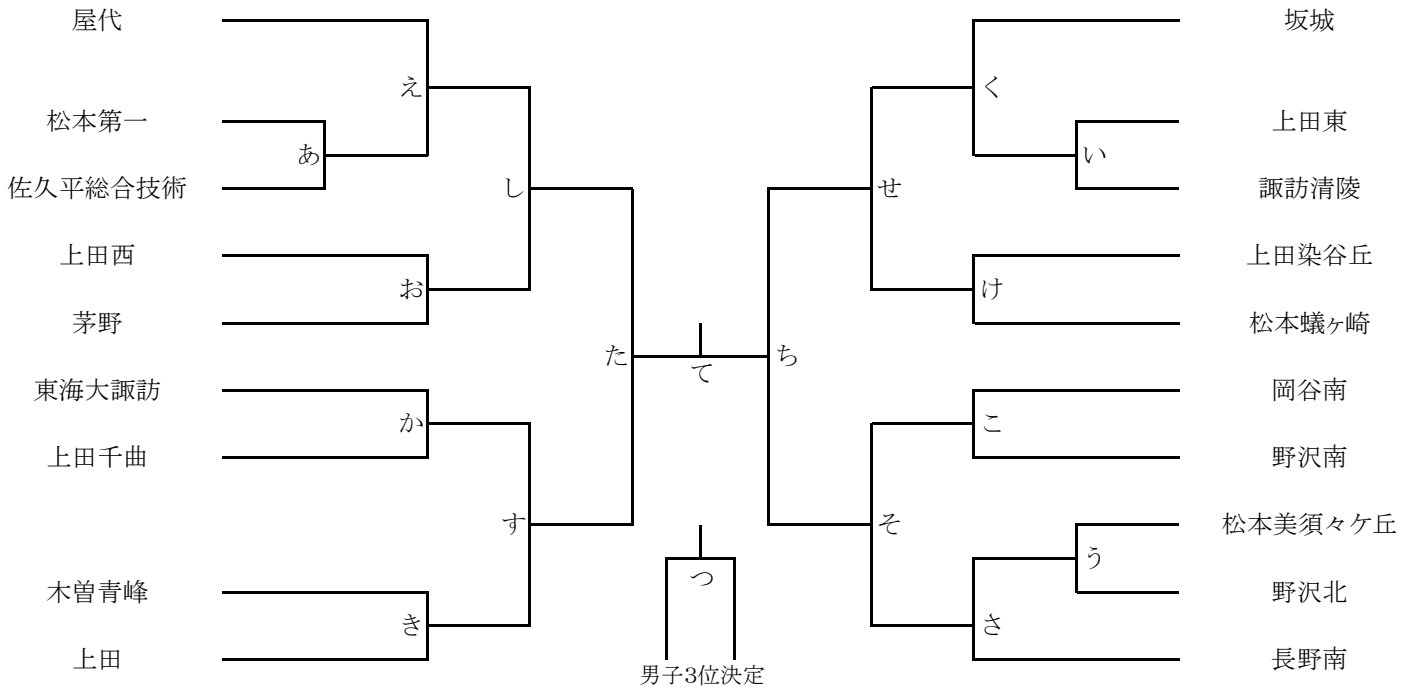 屋代
坂城
え
く
松本第一
上田東
あ
い
佐久平総合技術
諏訪清陵
し
せ
上田西
上田染谷丘
お
け
茅野
松本蟻ヶ崎
た
ち
て
東海大諏訪
岡谷南
か
こ
上田千曲
野沢南
す
そ
松本美須々ケ丘
う
つ
木曽青峰
野沢北
き
さ
上田
長野南
男子3位決定